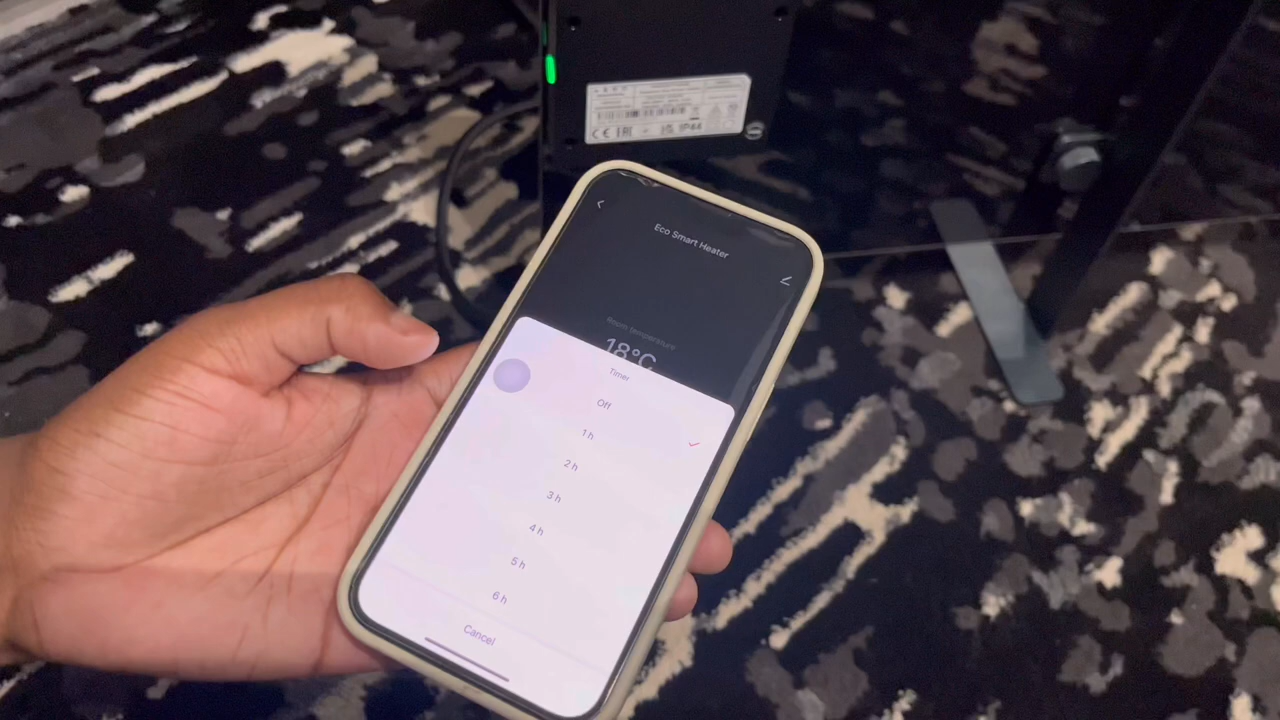 IP44
Eco Smart Heater
Room temperature
18°C
Timer
Off
1 h
2 h
3 h
4 h
5 h
6 h
Cancel